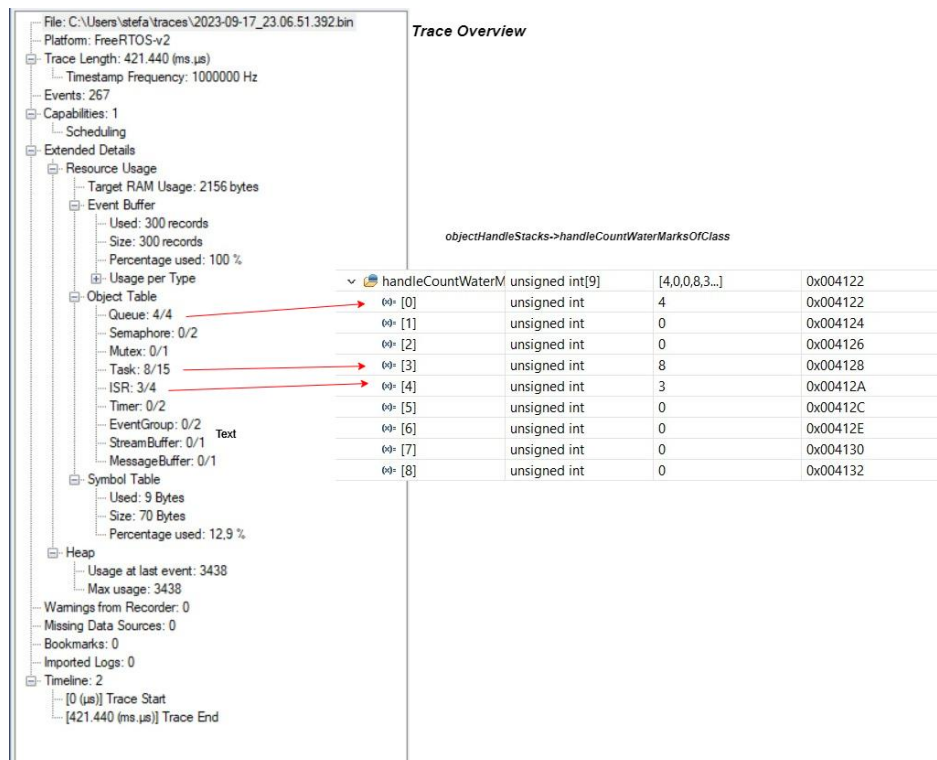 File: C:\Users\stefa\traces\2023-09-17_23.06.51.392.bin
Trace Overview
Platform: FreeRTOS-v2
Trace Length: 421.440 (ms.µs)
Timestamp Frequency: 1000000 Hz
Events: 267
Capabilities: 1
Scheduling
Extended Details
Resource Usage
Target RAM Usage: 2156 bytes
Event Buffer
Used: 300 records
Size: 300 records
Percentage used: 100 %
Usage per Type
Object Table
Queue: 4/4
Semaphore: 0/2
Mutex: 0/1
Task: 8/15
ISR: 3/4
Timer: 0/2
EventGroup: 0/2
Text
StreamBuffer: 0/1
MessageBuffer: 0/1
Symbol Table
Used: 9 Bytes
Size: 70 Bytes
Percentage used: 12,9 %
Heap
Usage at last event: 3438
Max usage: 3438
Warnings from Recorder: 0
Missing Data Sources: 0
Bookmarks: 0
Imported Logs: 0
Timeline: 2
[0 (µs)] Trace Start
[421.440 (ms.µs)] Trace End
objectHandleStacks->handleCountWaterMarksOfClass
handleCountWaterM unsigned int[9] [4,0,0,8,3...] 0x004122
(x)= [0] unsigned int 4 0x004122
(x)= [1] unsigned int 0 0x004124
(x)= [2] unsigned int 0 0x004126
(x)= [3] unsigned int 8 0x004128
(x)= [4] unsigned int 3 0x00412A
(x)= [5] unsigned int 0 0x00412C
(x)= [6] unsigned int 0 0x00412E
(x)= [7] unsigned int 0 0x004130
(x)= [8] unsigned int 0 0x004132